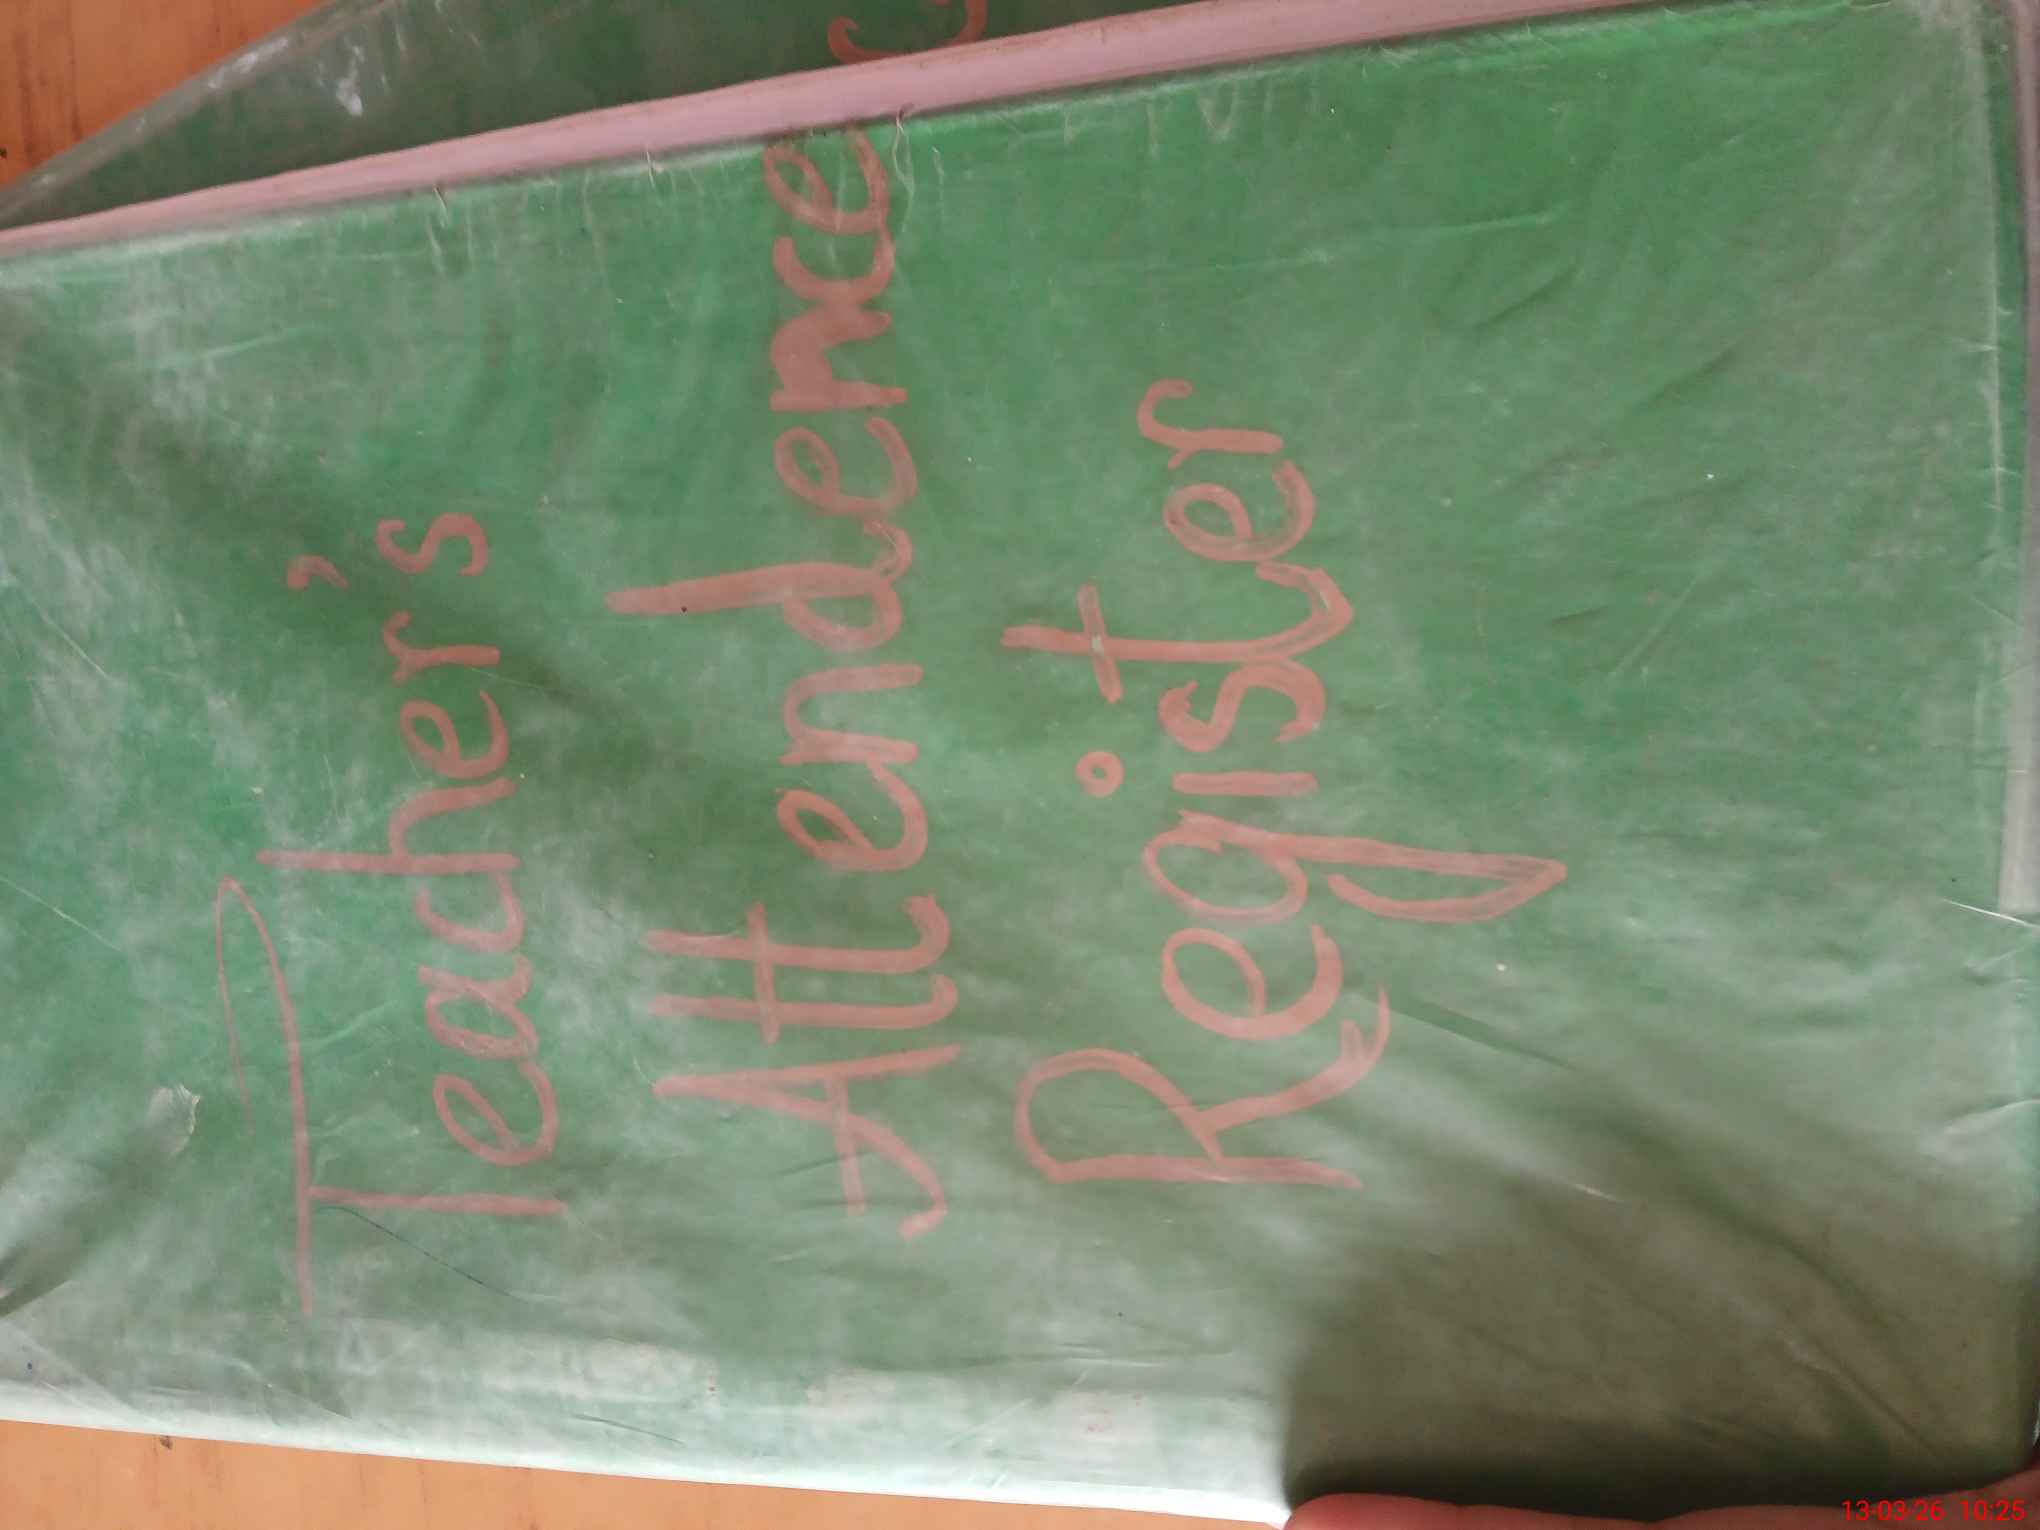 Teacher's
Attendence
Register
13-03-26 10:25